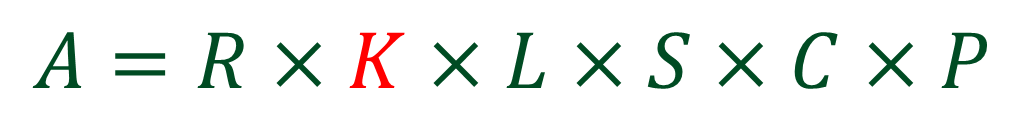 A = R × K × L × S × C × P